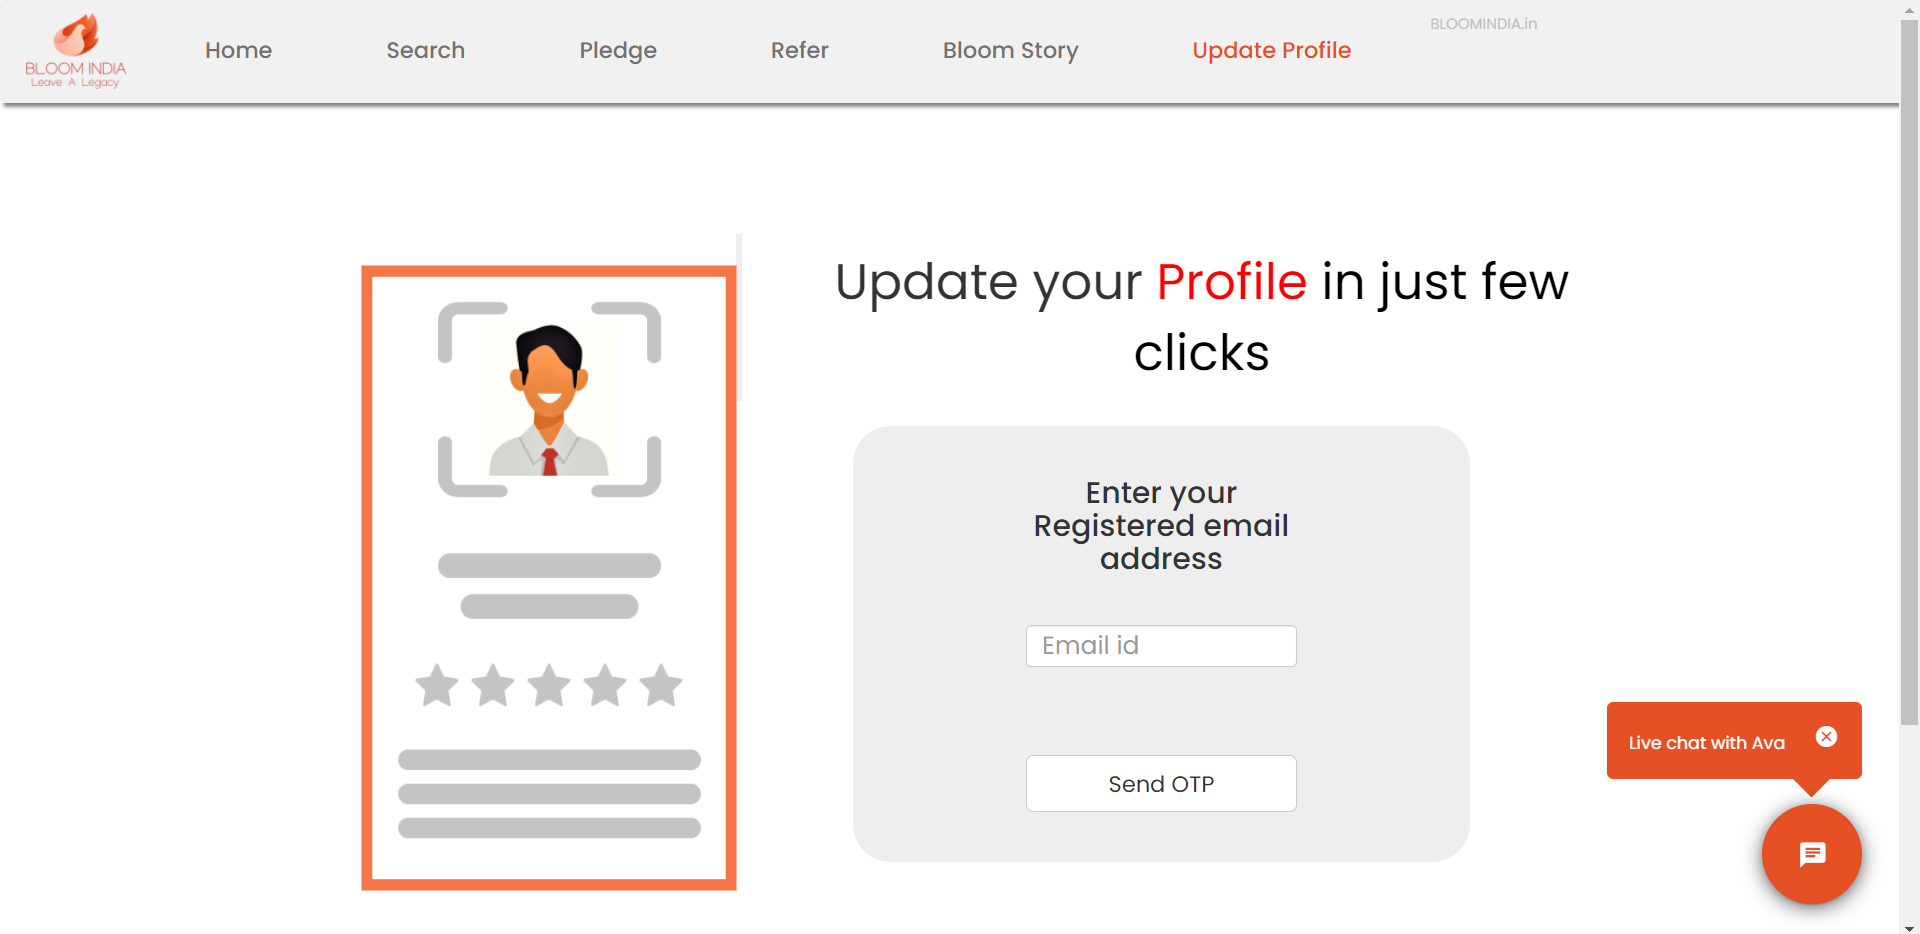 BLOOM INDIA
Leave A Legacy
Home
Search
Pledge
Refer
Bloom Story
Update Profile
BLOOMINDIA.in
Update your Profile in just few
clicks
Enter your
Registered email
address
Email id
Send OTP
Live chat with Ava